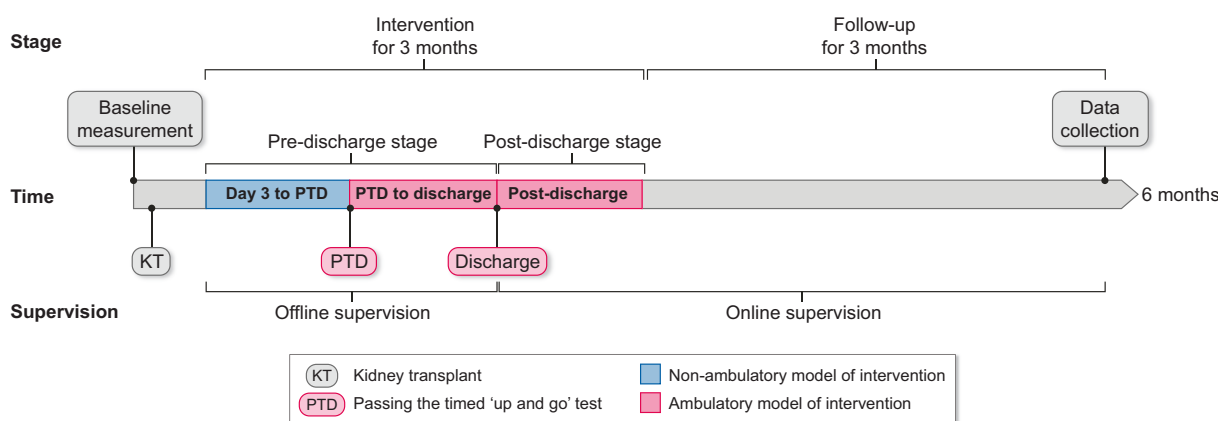 Stage
Intervention
for 3 months
Follow-up
for 3 months
Baseline
measurement
Data
collection
Pre-discharge stage
Post-discharge stage
Time
Day 3 to PTD
PTD to discharge
Post-discharge
6 months
KT
PTD
Discharge
Supervision
Offline supervision
Online supervision
KT Kidney transplant
Non-ambulatory model of intervention
PTD Passing the timed ‘up and go’ test
Ambulatory model of intervention